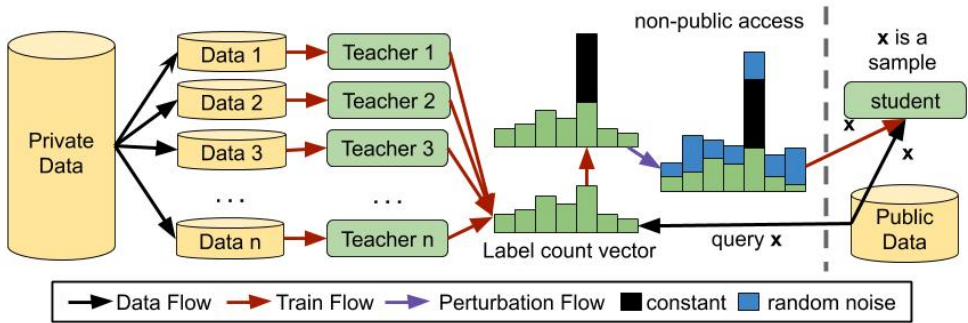 non-public access
x is a
sample
Private
Data
Data 1
Teacher 1
Data 2
Teacher 2
Data 3
Teacher 3
. . .
. . .
Data n
Teacher n
student
x
x
Label count vector
query x
Public
Data
Data Flow
Train Flow
Perturbation Flow
constant
random noise